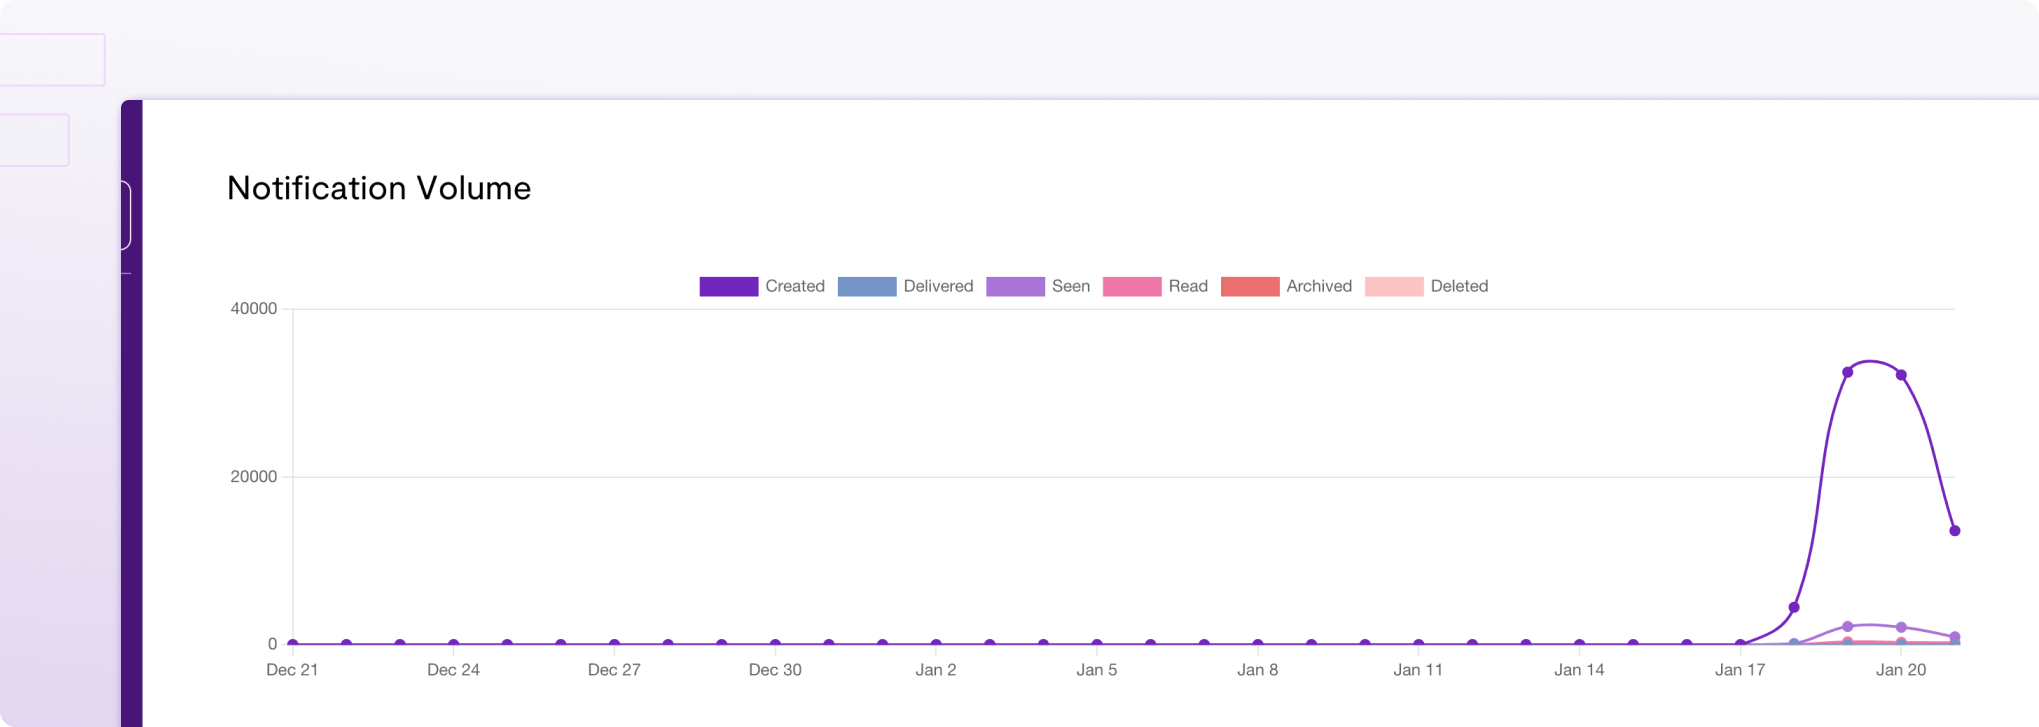 Notification Volume
Created Delivered Seen Read Archived Deleted
40000
20000
0
Dec 21 Dec 24 Dec 27 Dec 30 Jan 2 Jan 5 Jan 8 Jan 11 Jan 14 Jan 17 Jan 20